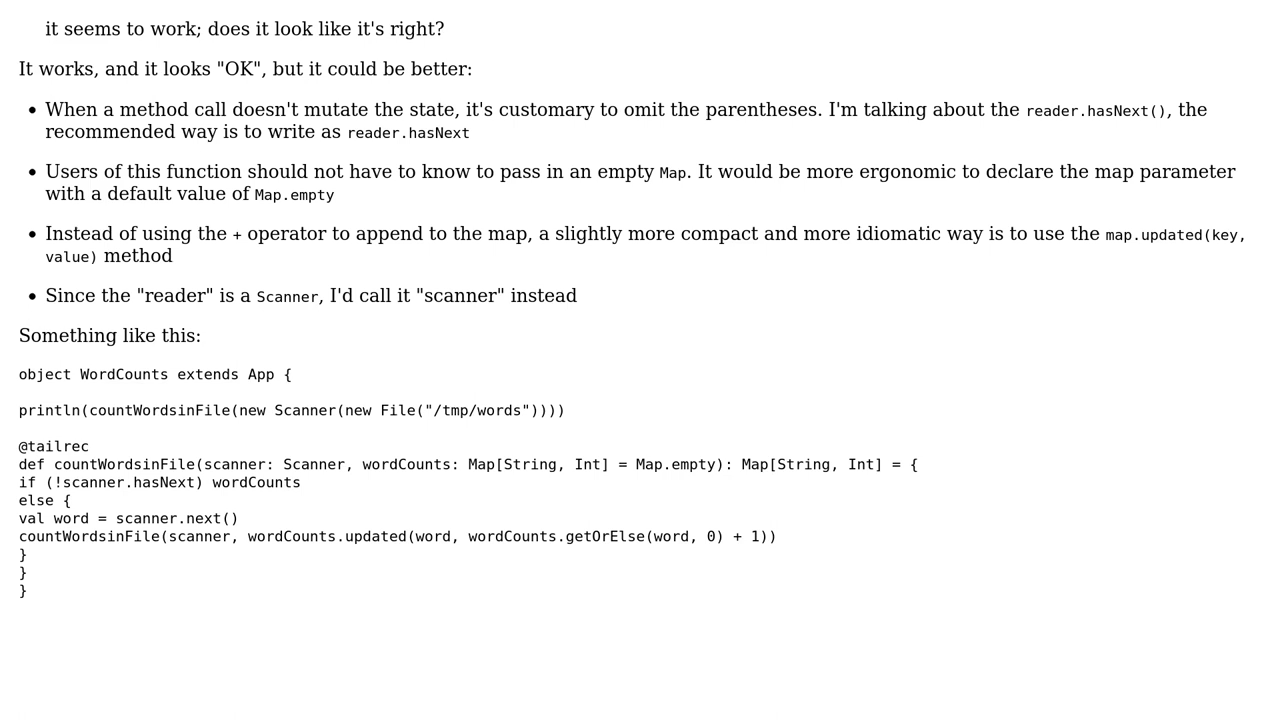 it seems to work; does it look like it's right?
It works, and it looks "OK", but it could be better:
• When a method call doesn't mutate the state, it's customary to omit the parentheses. I'm talking about the reader.hasNext(), the
recommended way is to write as reader.hasNext
• Users of this function should not have to know to pass in an empty Map. It would be more ergonomic to declare the map parameter
with a default value of Map.empty
• Instead of using the + operator to append to the map, a slightly more compact and more idiomatic way is to use the map.updated(key,
value) method
• Since the "reader" is a Scanner, I'd call it "scanner" instead
Something like this:
object WordCounts extends App {
println(countWordsinFile(new Scanner(new File("/tmp/words"))))
@tailrec
def countWordsinFile(scanner: Scanner, wordCounts: Map[String, Int] = Map.empty): Map[String, Int] = {
if (!scanner.hasNext) wordCounts
else {
val word = scanner.next()
countWordsinFile(scanner, wordCounts.updated(word, wordCounts.getOrElse(word, 0) + 1))
}
}
}